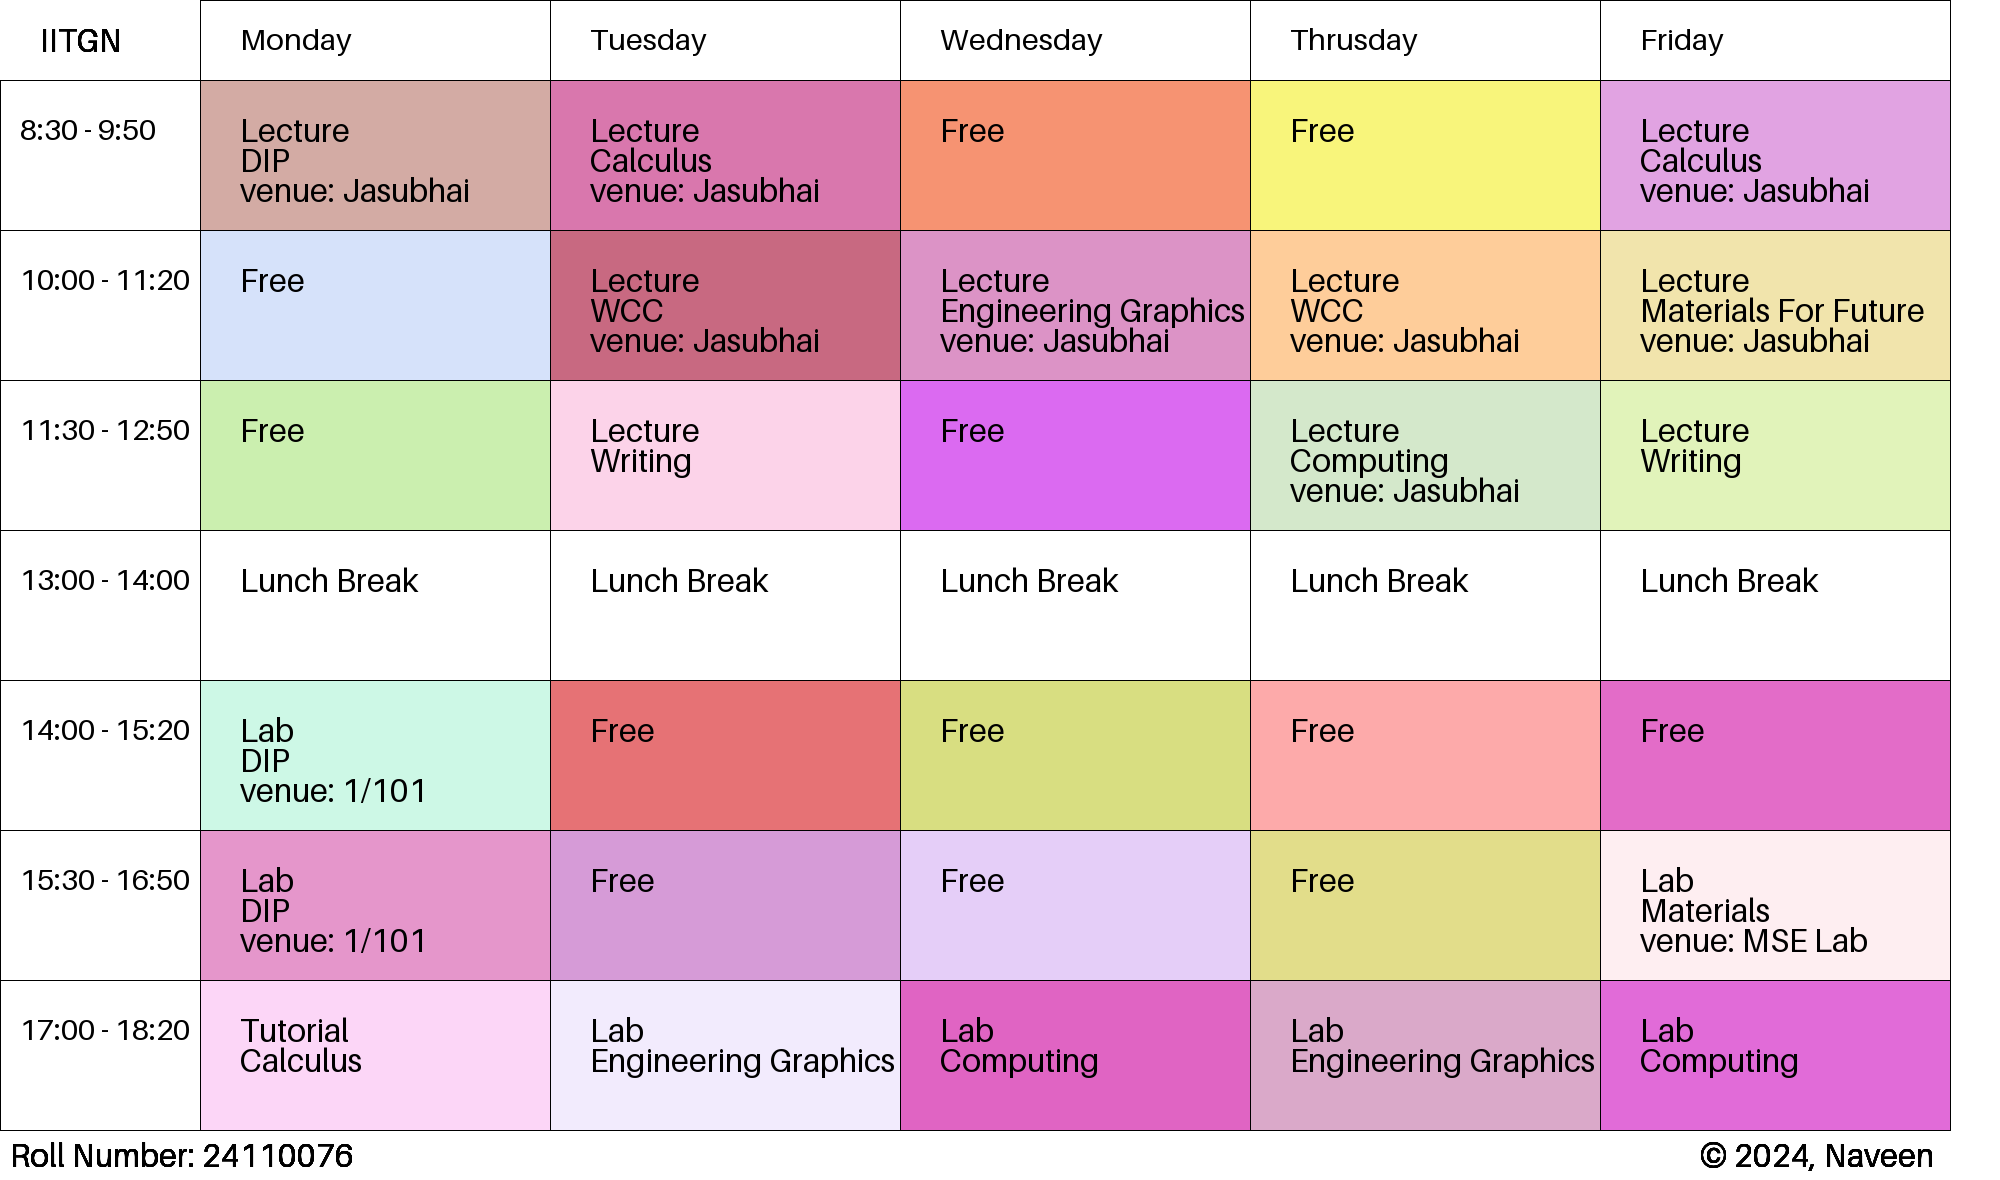 IITGN
Monday
Tuesday
Wednesday
Thrusday
Friday
8:30 - 9:50
Lecture
DIP
venue: Jasubhai
Lecture
Calculus
venue: Jasubhai
Free
Free
Lecture
Calculus
venue: Jasubhai
10:00 - 11:20
Free
Lecture
WCC
venue: Jasubhai
Lecture
Engineering Graphics
venue: Jasubhai
Lecture
WCC
venue: Jasubhai
Lecture
Materials For Future
venue: Jasubhai
11:30 - 12:50
Free
Lecture
Writing
Free
Lecture
Computing
venue: Jasubhai
Lecture
Writing
13:00 - 14:00
Lunch Break
Lunch Break
Lunch Break
Lunch Break
Lunch Break
14:00 - 15:20
Lab
DIP
venue: 1/101
Free
Free
Free
Free
15:30 - 16:50
Lab
DIP
venue: 1/101
Free
Free
Free
Lab
Materials
venue: MSE Lab
17:00 - 18:20
Tutorial
Calculus
Lab
Engineering Graphics
Lab
Computing
Lab
Engineering Graphics
Lab
Computing
Roll Number: 24110076
© 2024, Naveen